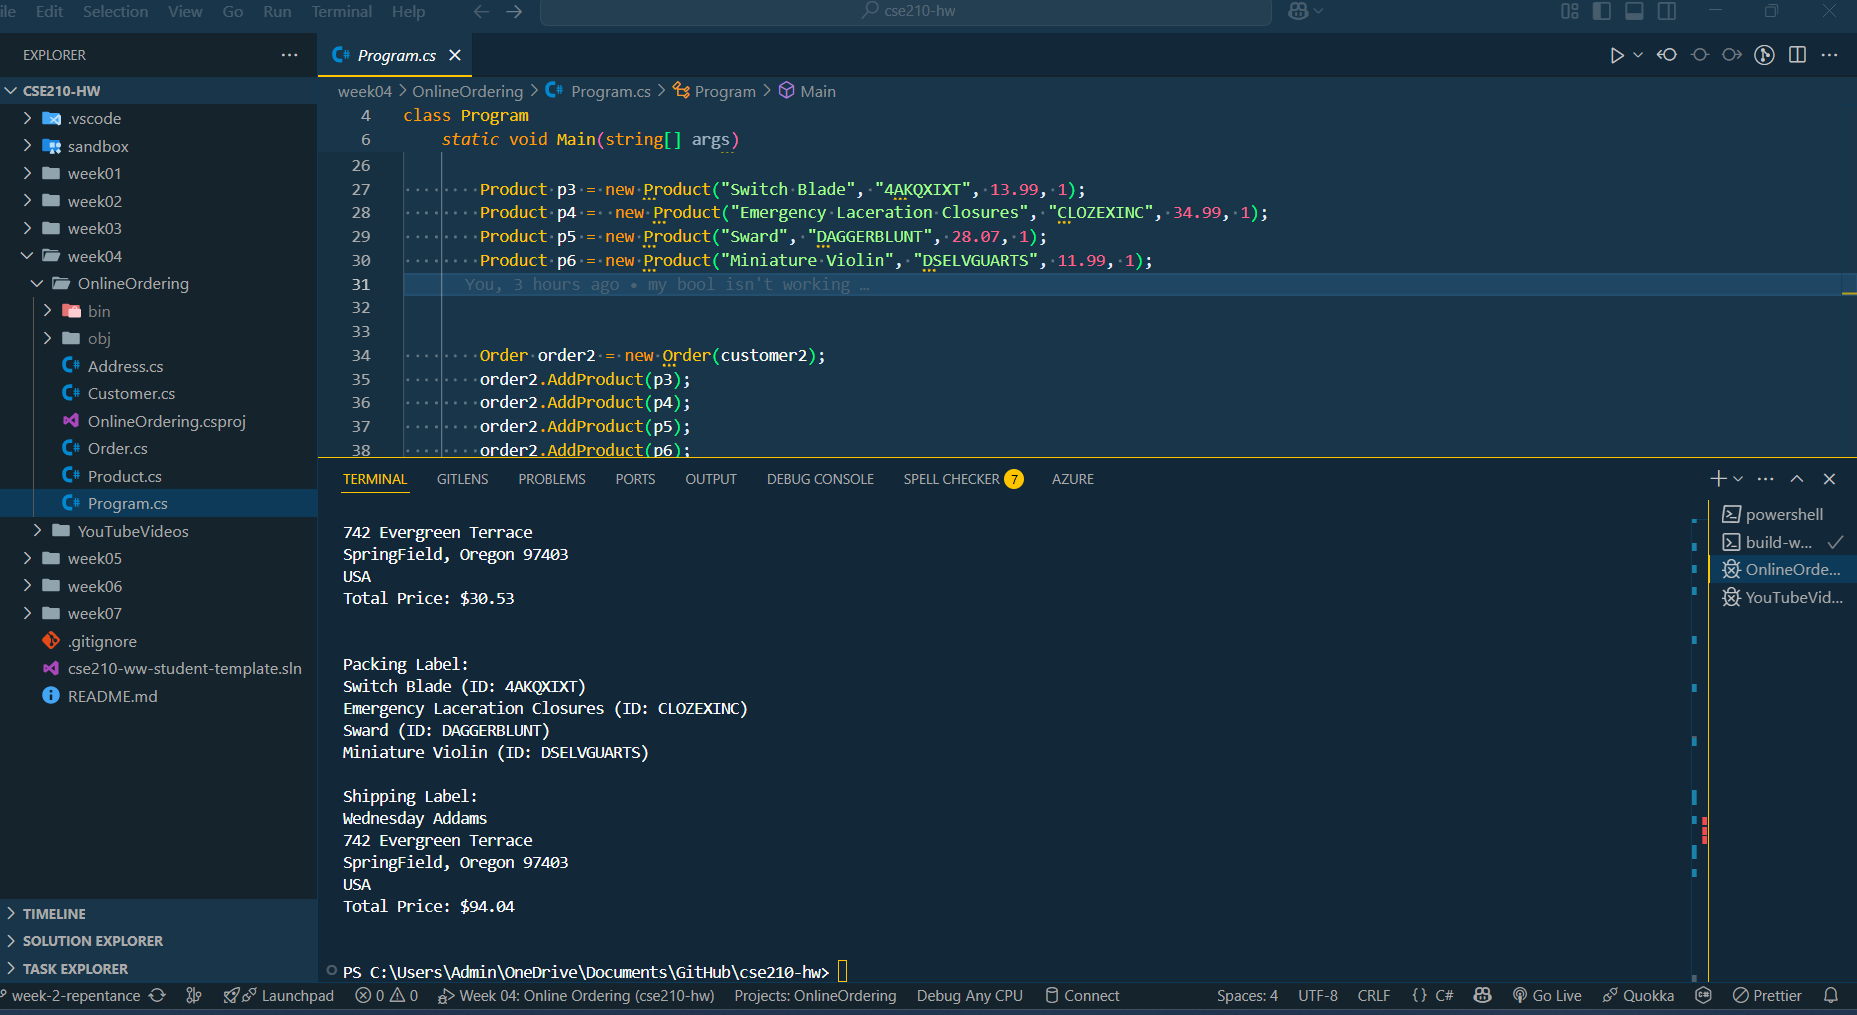 ile Edit Selection View Go Run Terminal Help cse210-hw
EXPLORER
CSE210-HW
.vscode
sandbox
week01
week02
week03
week04
OnlineOrdering
bin
obj
Address.cs
Customer.cs
OnlineOrdering.csproj
Order.cs
Product.cs
Program.cs
YouTubeVideos
week05
week06
week07
.gitignore
cse210-ww-student-template.sln
README.md
TIMELINE
SOLUTION EXPLORER
TASK EXPLORER
Program.cs
week04 > OnlineOrdering > Program.cs > Program > Main
4 class Program
6 static void Main(string[] args)
26
27 Product p3 = new Product("Switch Blade", "4AKQXIXT", 13.99, 1);
28 Product p4 =  new Product("Emergency Laceration Closures", "CLOZEXINC", 34.99, 1);
29 Product p5 = new Product("Sward", "DAGGERBLUNT", 28.07, 1);
30 Product p6 = new Product("Miniature Violin", "DSELVGUARTS", 11.99, 1);
31 You, 3 hours ago • my bool isn't working …
32
33
34 Order order2 = new Order(customer2);
35 order2.AddProduct(p3);
36 order2.AddProduct(p4);
37 order2.AddProduct(p5);
38 order2.AddProduct(p6);
TERMINAL GITLENS PROBLEMS PORTS OUTPUT DEBUG CONSOLE SPELL CHECKER 7 AZURE
742 Evergreen Terrace
SpringField, Oregon 97403
USA
Total Price: $30.53
Packing Label:
Switch Blade (ID: 4AKQXIXT)
Emergency Laceration Closures (ID: CLOZEXINC)
Sward (ID: DAGGERBLUNT)
Miniature Violin (ID: DSELVGUARTS)
Shipping Label:
Wednesday Addams
742 Evergreen Terrace
SpringField, Oregon 97403
USA
Total Price: $94.04
PS C:\Users\Admin\OneDrive\Documents\GitHub\cse210-hw>
powershell
build-w...
OnlineOrde...
YouTubeVid...
week-2-repentance Launchpad 0 0 Week 04: Online Ordering (cse210-hw) Projects: OnlineOrdering Debug Any CPU Connect Spaces: 4 UTF-8 CRLF {} C# Go Live Quokka Prettier